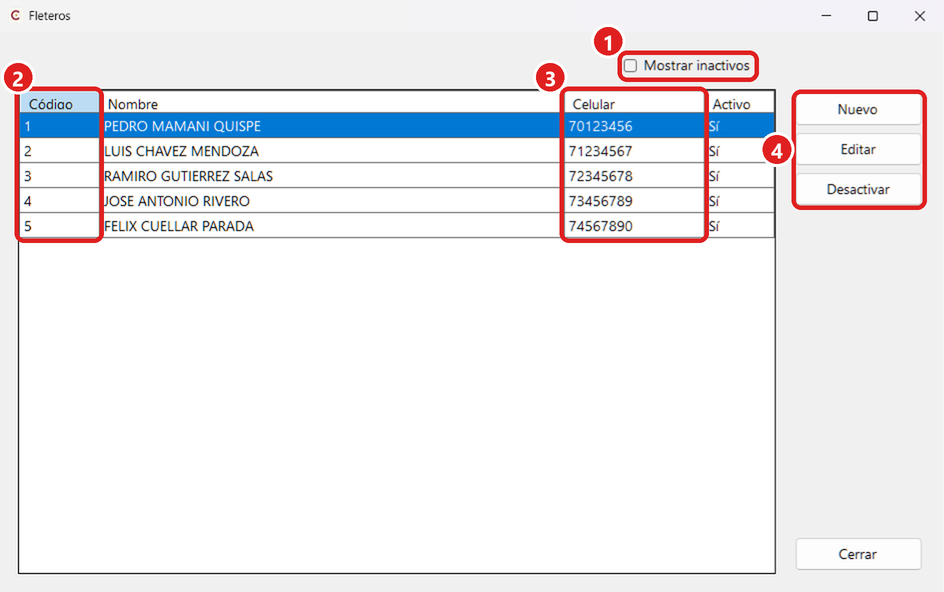 Fleteros
1
Mostrar inactivos
2
3
Código Nombre Celular Activo
1 PEDRO MAMANI QUISPE 70123456 Sí
2 LUIS CHAVEZ MENDOZA 71234567 Sí
3 RAMIRO GUTIERREZ SALAS 72345678 Sí
4 JOSE ANTONIO RIVERO 73456789 Sí
5 FELIX CUELLAR PARADA 74567890 Sí
4
Nuevo
Editar
Desactivar
Cerrar